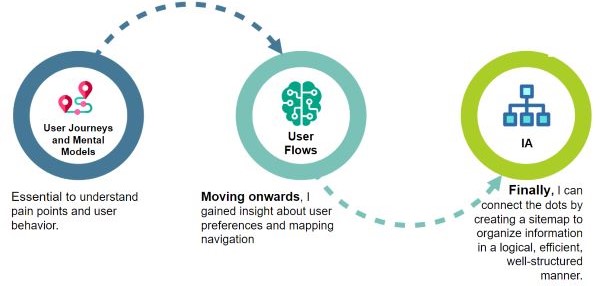 User Journeys
and Mental
Models
Essential to understand
pain points and user
behavior.
User
Flows
Moving onwards, I
gained insight about user
preferences and mapping
navigation
IA
Finally, I can
connect the dots by
creating a sitemap to
organize information
in a logical, efficient,
well-structured
manner.